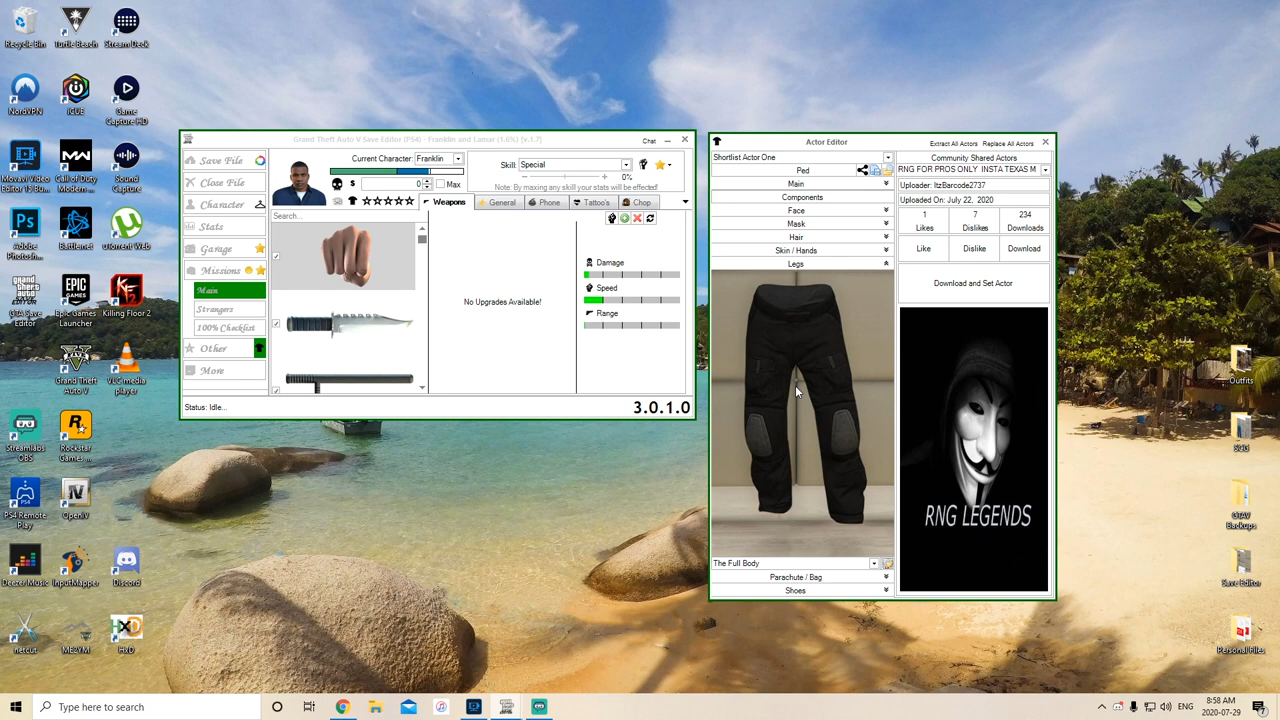 Recycle Bin
Turtle Beach
Stream Deck
NordVPN
iCUE
Game
Capture HD
Movavi Video
Editor 15 Bu...
Call of Duty
Modern ...
Sound
Capture
Adobe
Photosh...
Battle.net
uTorrent Web
GTA Save
Editor
Epic Games
Launcher
Killing Floor 2
Grand Theft
Auto V
VLC media
player
Streamlabs
OBS
Rockstar
Games ...
PS4 Remote
Play
OpenIV
Deezer Music
InputMapper
Discord
netcut
HXD
Grand Theft Auto V Save Editor (PS4) - Franklin and Lamar (1.6%) [v.1.7]
Chat
Save File
Close File
Character
Stats
Garage
Missions
Main
Strangers
100% Checklist
Other
More
Current Character:
Franklin
$
0
Max
Skill:
Special
0%
Note: By maxing any skill your stats will be effected!
Weapons
General
Phone
Tattoo's
Chop
Search...
No Upgrades Available!
Damage
Speed
Range
Status: Idle...
3.0.1.0
Actor Editor
Extract All Actors
Replace All Actors
Shortlist Actor One
Ped
Main
Components
Face
Mask
Hair
Skin / Hands
Legs
The Full Body
Parachute / Bag
Shoes
Community Shared Actors
RNG FOR PROS ONLY INSTA TEXAS M
Uploader: ItzBarcode2737
Uploaded On: July 22, 2020
1
Likes
7
Dislikes
234
Downloads
Like
Dislike
Download
Download and Set Actor
RNG LEGENDS
Outfits
GTAV
Backups
Save Editor
Personal Files
Type here to search
ENG
8:58 AM
2020-07-29
7